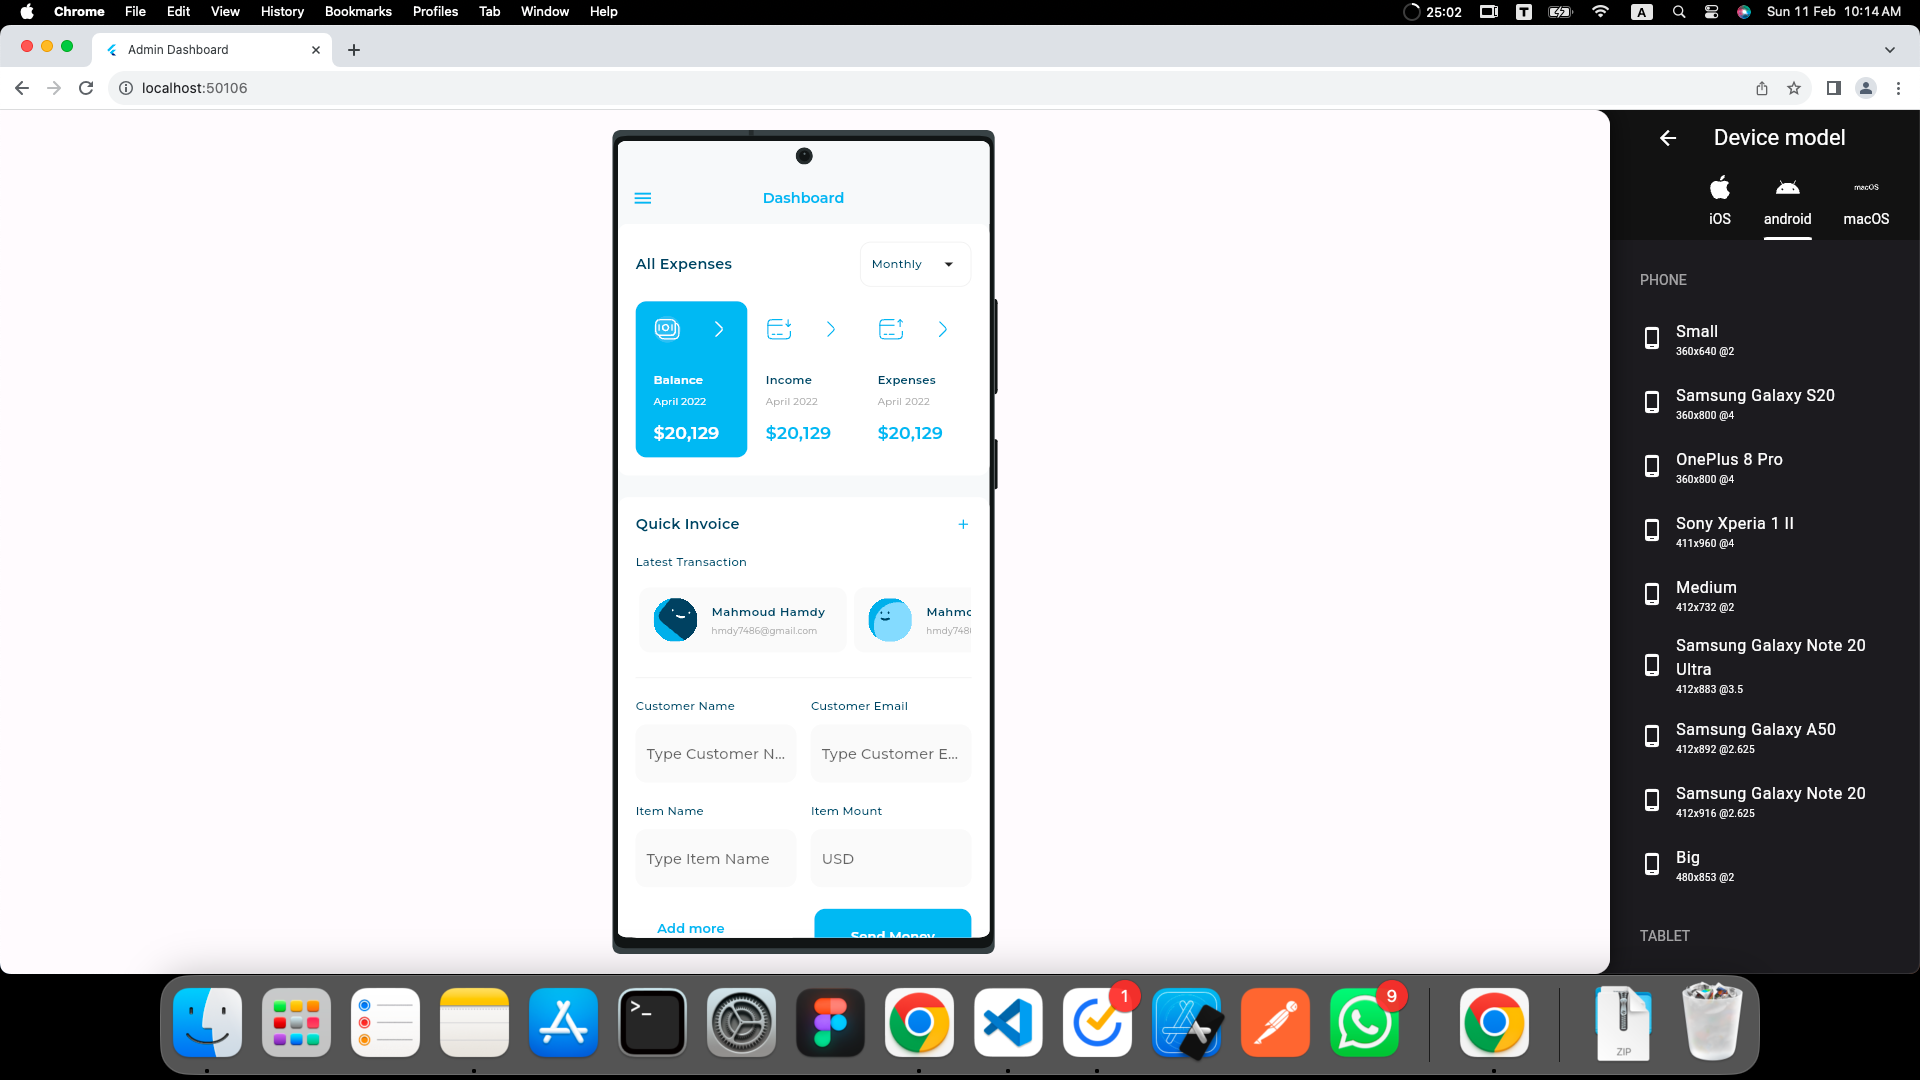 Chrome File Edit View History Bookmarks Profiles Tab Window Help 25:02 T A Sun 11 Feb 10:14 AM
Admin Dashboard
localhost:50106
Dashboard
All Expenses Monthly
Balance Income Expenses
April 2022 April 2022 April 2022
$20,129 $20,129 $20,129
Quick Invoice +
Latest Transaction
Mahmoud Hamdy Mahmc
hmdy7486@gmail.com hmdy748
Customer Name Customer Email
Type Customer N... Type Customer E...
Item Name Item Mount
Type Item Name USD
Add more Send Money
Device model
macOS
iOS android macOS
PHONE
Small
360x640 @2
Samsung Galaxy S20
360x800 @4
OnePlus 8 Pro
360x800 @4
Sony Xperia 1 II
411x960 @4
Medium
412x732 @2
Samsung Galaxy Note 20
Ultra
412x883 @3.5
Samsung Galaxy A50
412x892 @2.625
Samsung Galaxy Note 20
412x916 @2.625
Big
480x853 @2
TABLET
1 9
ZIP